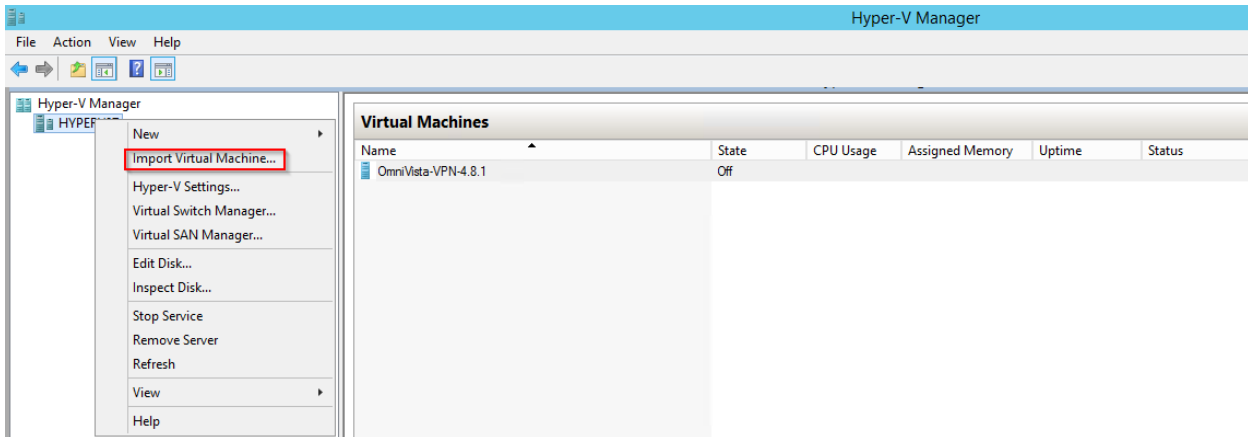 Hyper-V Manager
File Action View Help
Hyper-V Manager
New
Import Virtual Machine...
Hyper-V Settings...
Virtual Switch Manager...
Virtual SAN Manager...
Edit Disk...
Inspect Disk...
Stop Service
Remove Server
Refresh
View
Help
Virtual Machines
Name State CPU Usage Assigned Memory Uptime Status
OmniVista-VPN-4.8.1 Off